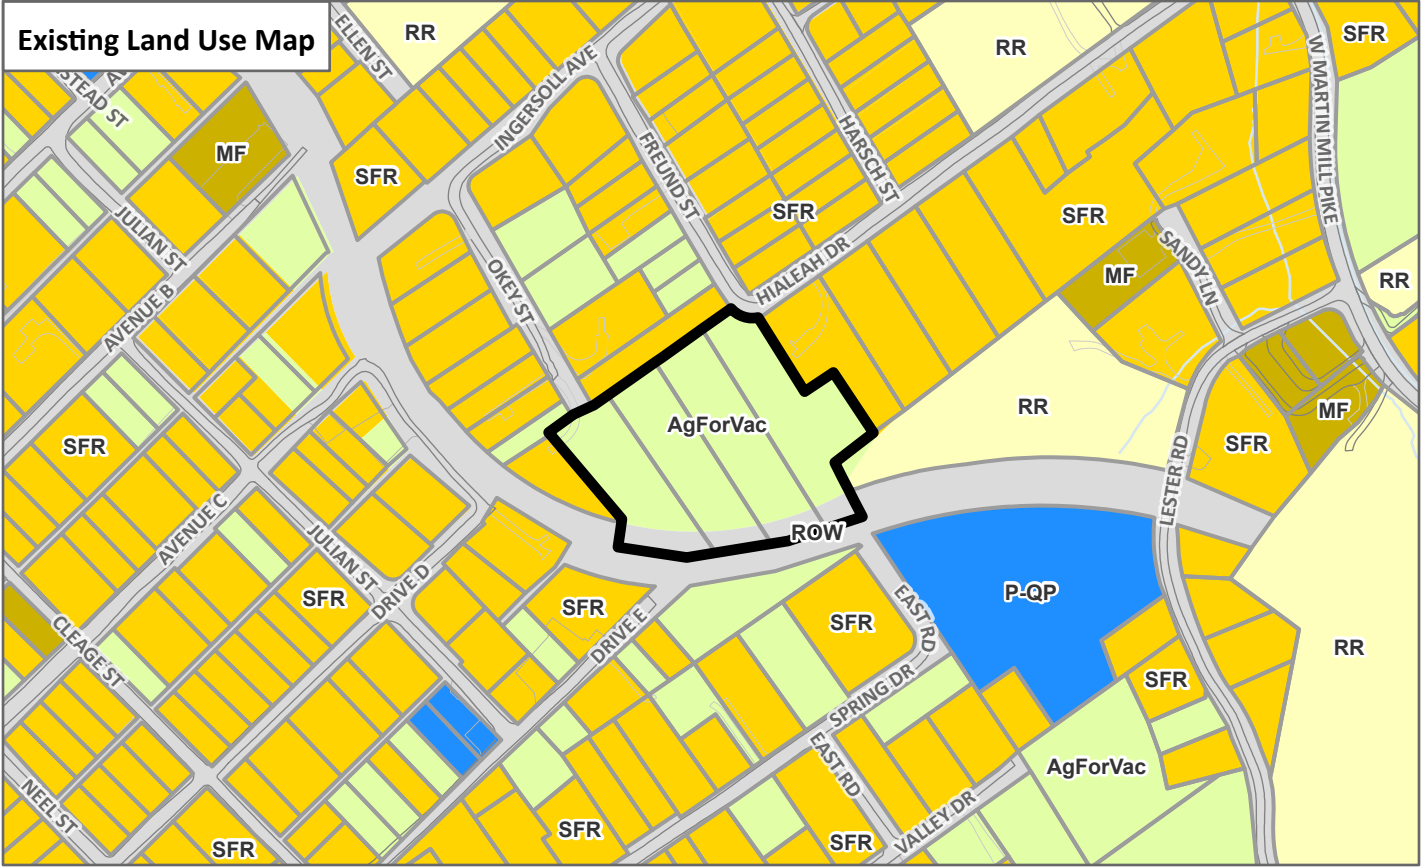 Existing Land Use Map
ELLEN ST
RR
RR
SFR
STEAD ST
A
MF
INGERSOLL AVE
FREUND ST
HARSCH ST
W MARTIN MILL PIKE
SFR
SFR
SFR
JULIAN ST
OKEY ST
HIALEAH DR
SANDY LN
MF
RR
AVENUE B
AgForVac
RR
MF
SFR
SFR
LESTER RD
AVENUE C
JULIAN ST
DRIVE D
ROW
SFR
SFR
DRIVE E
SFR
EAST RD
P-QP
CLEAGE ST
RR
SFR
SPRING DR
EAST RD
AgForVac
NEEL ST
SFR
SFR
SFR
VALLEY DR